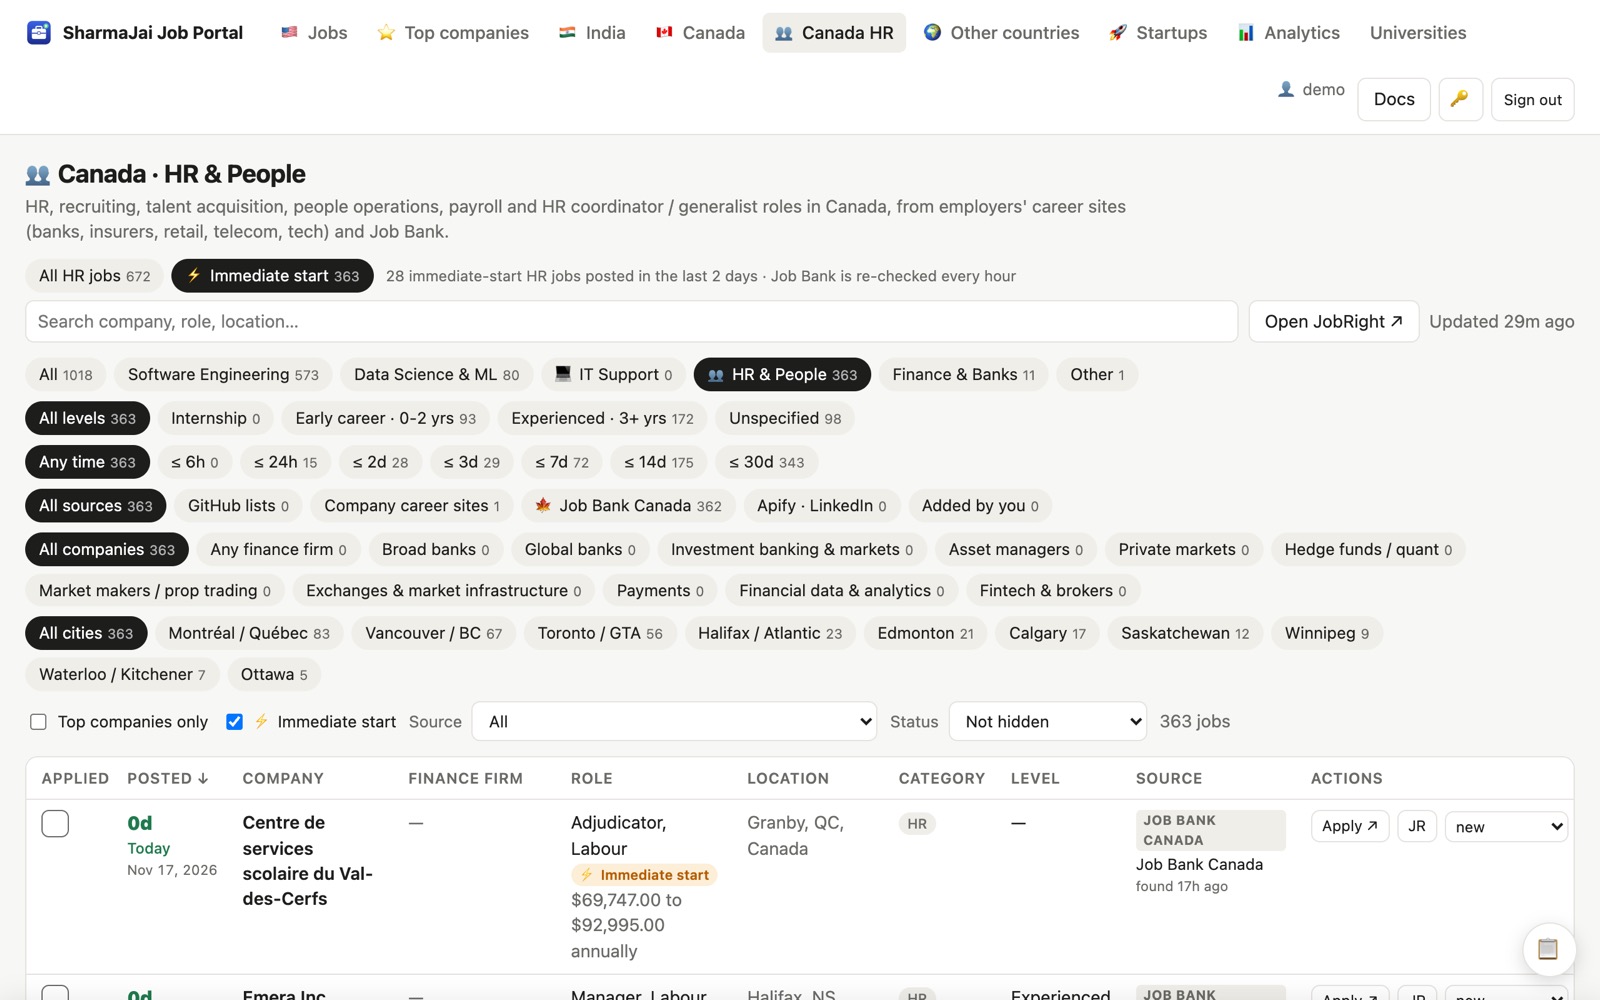 SharmaJai Job Portal
Jobs
Top companies
India
Canada
Canada HR
Other countries
Startups
Analytics
Universities
demo
Docs
Sign out
Canada · HR & People
HR, recruiting, talent acquisition, people operations, payroll and HR coordinator / generalist roles in Canada, from employers' career sites
(banks, insurers, retail, telecom, tech) and Job Bank.
All HR jobs 672
Immediate start 363
28 immediate-start HR jobs posted in the last 2 days · Job Bank is re-checked every hour
Search company, role, location...
Open JobRight ↗
Updated 29m ago
All 1018
Software Engineering 573
Data Science & ML 80
IT Support 0
HR & People 363
Finance & Banks 11
Other 1
All levels 363
Internship 0
Early career · 0-2 yrs 93
Experienced · 3+ yrs 172
Unspecified 98
Any time 363
≤ 6h 0
≤ 24h 15
≤ 2d 28
≤ 3d 29
≤ 7d 72
≤ 14d 175
≤ 30d 343
All sources 363
GitHub lists 0
Company career sites 1
Job Bank Canada 362
Apify · LinkedIn 0
Added by you 0
All companies 363
Any finance firm 0
Broad banks 0
Global banks 0
Investment banking & markets 0
Asset managers 0
Private markets 0
Hedge funds / quant 0
Market makers / prop trading 0
Exchanges & market infrastructure 0
Payments 0
Financial data & analytics 0
Fintech & brokers 0
All cities 363
Montréal / Québec 83
Vancouver / BC 67
Toronto / GTA 56
Halifax / Atlantic 23
Edmonton 21
Calgary 17
Saskatchewan 12
Winnipeg 9
Waterloo / Kitchener 7
Ottawa 5
Top companies only
Immediate start
Source
All
Status
Not hidden
363 jobs
APPLIED
POSTED ↓
COMPANY
FINANCE FIRM
ROLE
LOCATION
CATEGORY
LEVEL
SOURCE
ACTIONS
0d
Today
Nov 17, 2026
Centre de
services
scolaire du Val-
des-Cerfs
—
Adjudicator,
Labour
Immediate start
$69,747.00 to
$92,995.00
annually
Granby, QC,
Canada
HR
—
JOB BANK
CANADA
Job Bank Canada
found 17h ago
Apply ↗
JR
new
0d
Emera Inc
—
Manager, Labour
Halifax, NS
HR
Experienced
JOB BANK
Apply ↗
JR
new